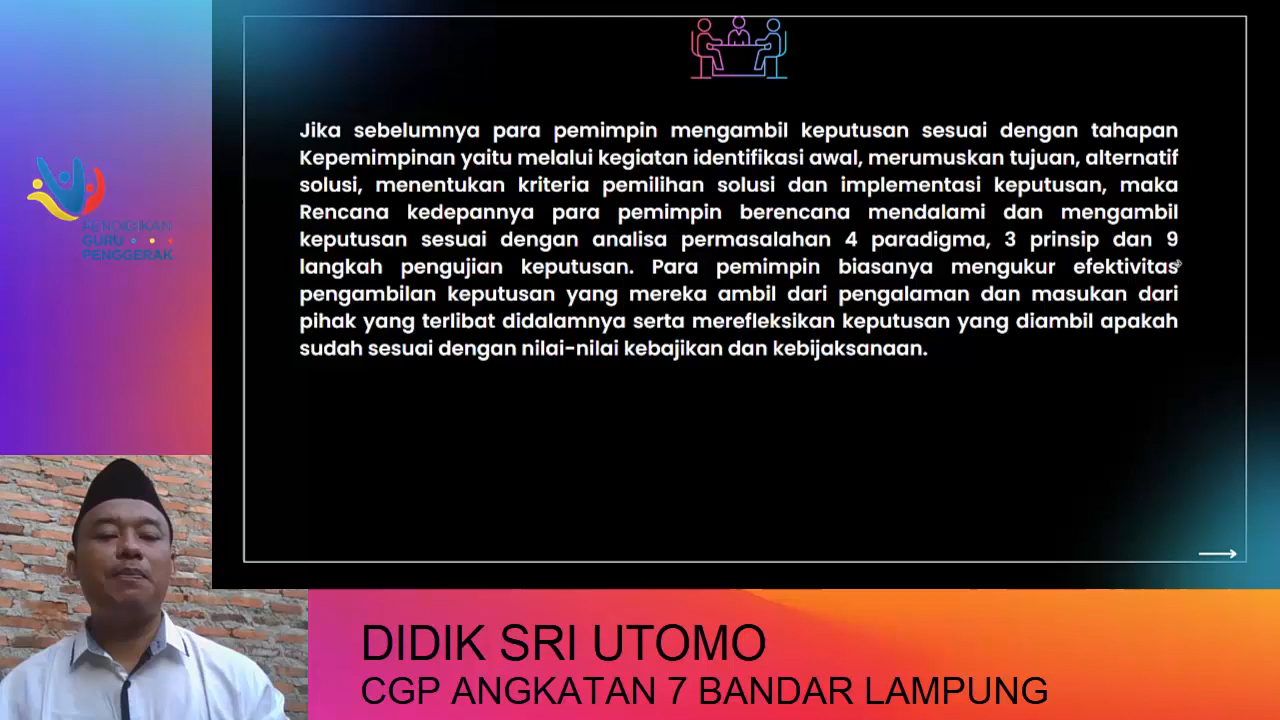 Jika sebelumnya para pemimpin mengambil keputusan sesuai dengan tahapan
Kepemimpinan yaitu melalui kegiatan identifikasi awal, merumuskan tujuan, alternatif
solusi, menentukan kriteria pemilihan solusi dan implementasi keputusan, maka
Rencana kedepannya para pemimpin berencana mendalami dan mengambil
keputusan sesuai dengan analisa permasalahan 4 paradigma, 3 prinsip dan 9
langkah pengujian keputusan. Para pemimpin biasanya mengukur efektivitas
pengambilan keputusan yang mereka ambil dari pengalaman dan masukan dari
pihak yang terlibat didalamnya serta merefleksikan keputusan yang diambil apakah
sudah sesuai dengan nilai-nilai kebajikan dan kebijaksanaan.
PENDIDIKAN
GURU
PENGGERAK
DIDIK SRI UTOMO
CGP ANGKATAN 7 BANDAR LAMPUNG